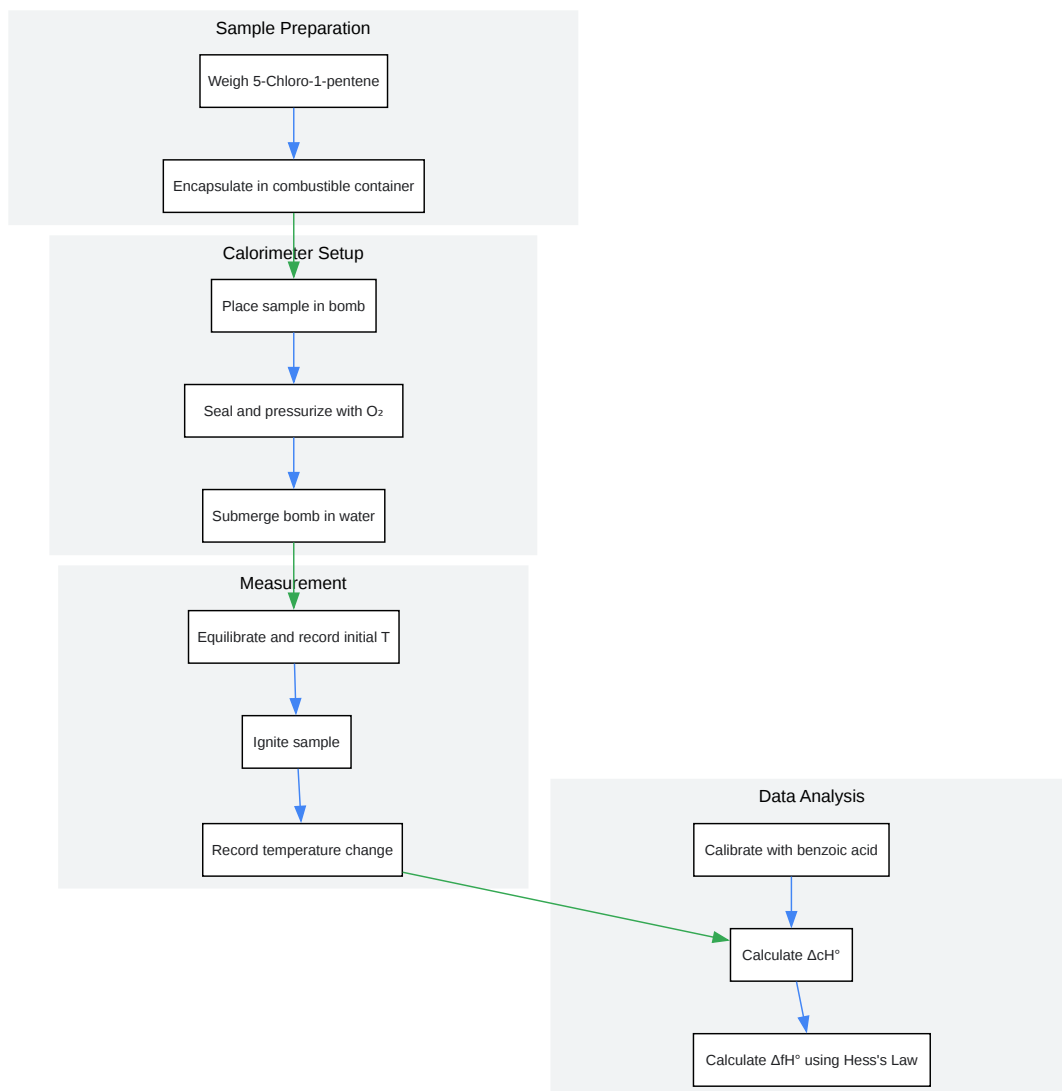 Sample Preparation
Weigh 5-Chloro-1-pentene
Encapsulate in combustible container
Calorimeter Setup
Place sample in bomb
Seal and pressurize with O₂
Submerge bomb in water
Measurement
Equilibrate and record initial T
Ignite sample
Record temperature change
Data Analysis
Calibrate with benzoic acid
Calculate ΔcH°
Calculate ΔfH° using Hess's Law